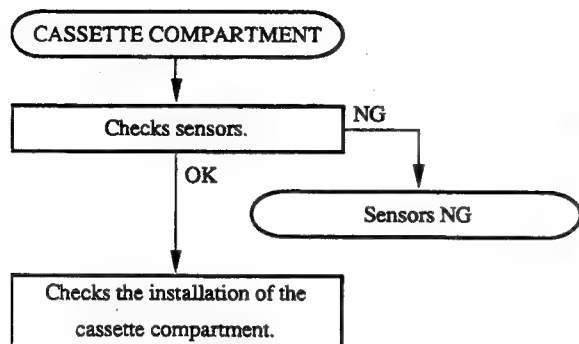 CASSETTE COMPARTMENT
Checks sensors.
NG
OK
Sensors NG
Checks the installation of the
cassette compartment.